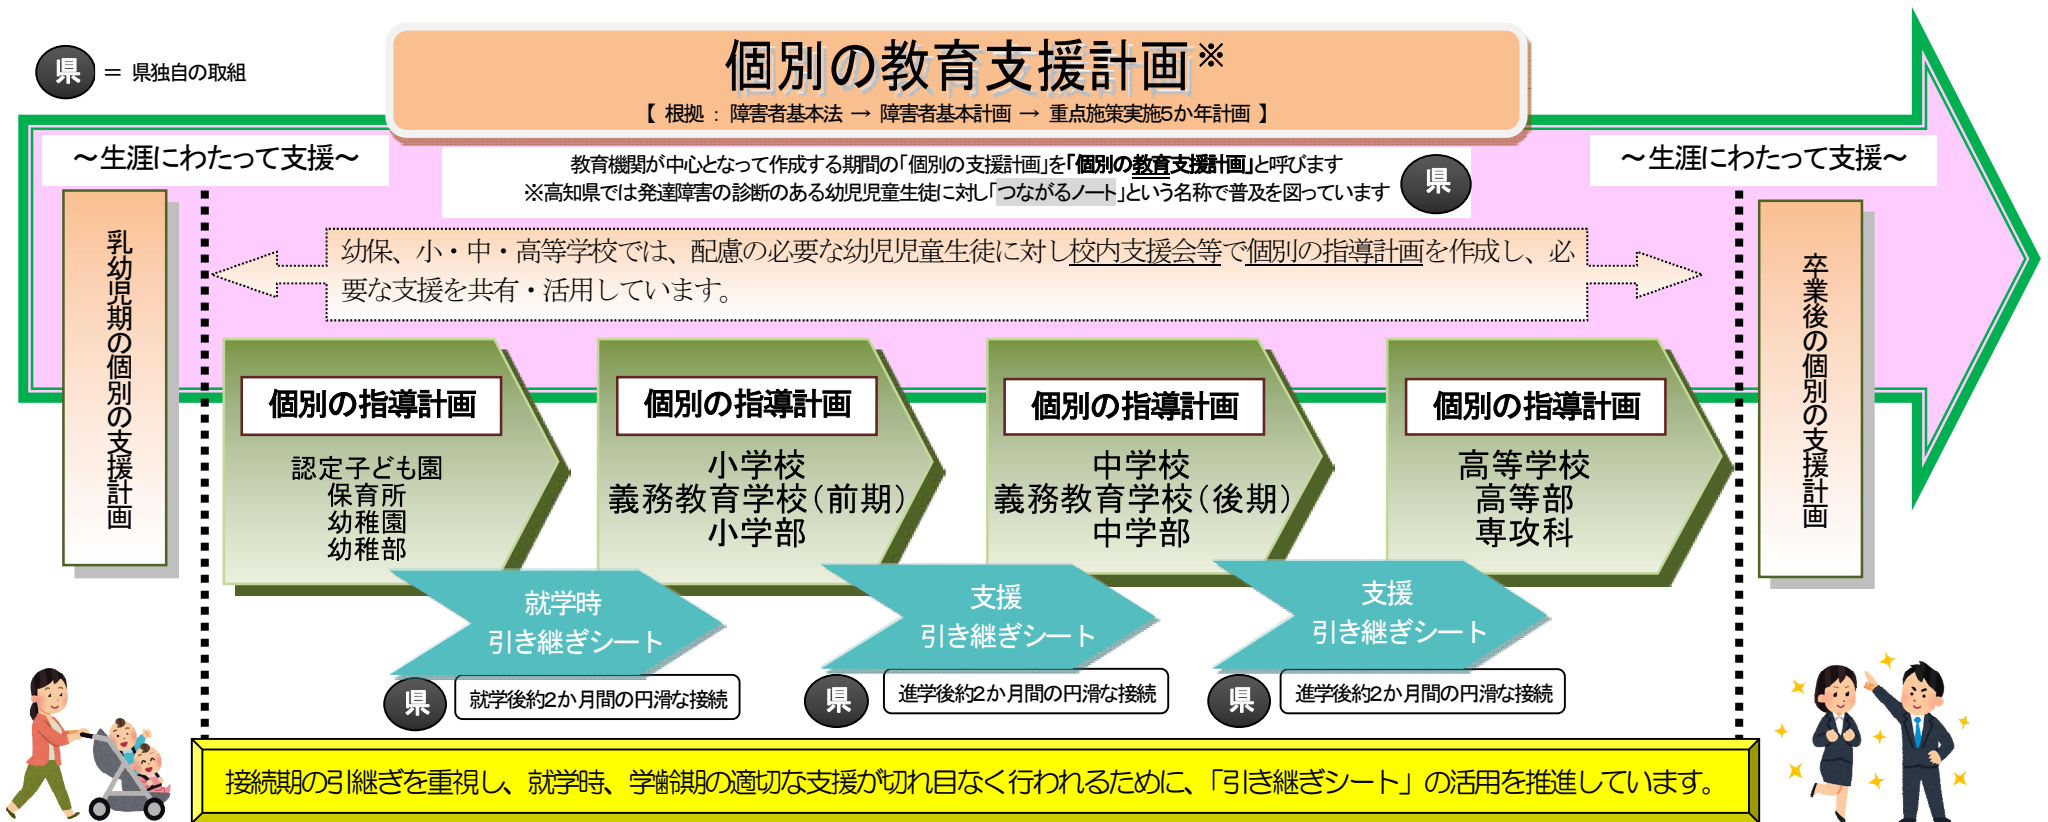 県 = 県独自の取組
個別の教育支援計画※
【 根拠 : 障害者基本法 → 障害者基本計画 → 重点施策実施5か年計画 】
～生涯にわたって支援～
教育機関が中心となって作成する期間の「個別の支援計画」を「個別の教育支援計画」と呼びます
※高知県では発達障害の診断のある幼児児童生徒に対し「つながるノート」という名称で普及を図っています
県
～生涯にわたって支援～
乳幼児期の個別の支援計画
幼保、小・中・高等学校では、配慮の必要な幼児児童生徒に対し校内支援会等で個別の指導計画を作成し、必
要な支援を共有・活用しています。
卒業後の個別の支援計画
個別の指導計画
認定子ども園
保育所
幼稚園
幼稚部
個別の指導計画
小学校
義務教育学校（前期）
小学部
個別の指導計画
中学校
義務教育学校（後期）
中学部
個別の指導計画
高等学校
高等部
専攻科
就学時
引き継ぎシート
県
就学後約2か月間の円滑な接続
支援
引き継ぎシート
県
進学後約2か月間の円滑な接続
支援
引き継ぎシート
県
進学後約2か月間の円滑な接続
接続期の引継ぎを重視し、就学時、学齢期の適切な支援が切れ目なく行われるために、「引き継ぎシート」の活用を推進しています。